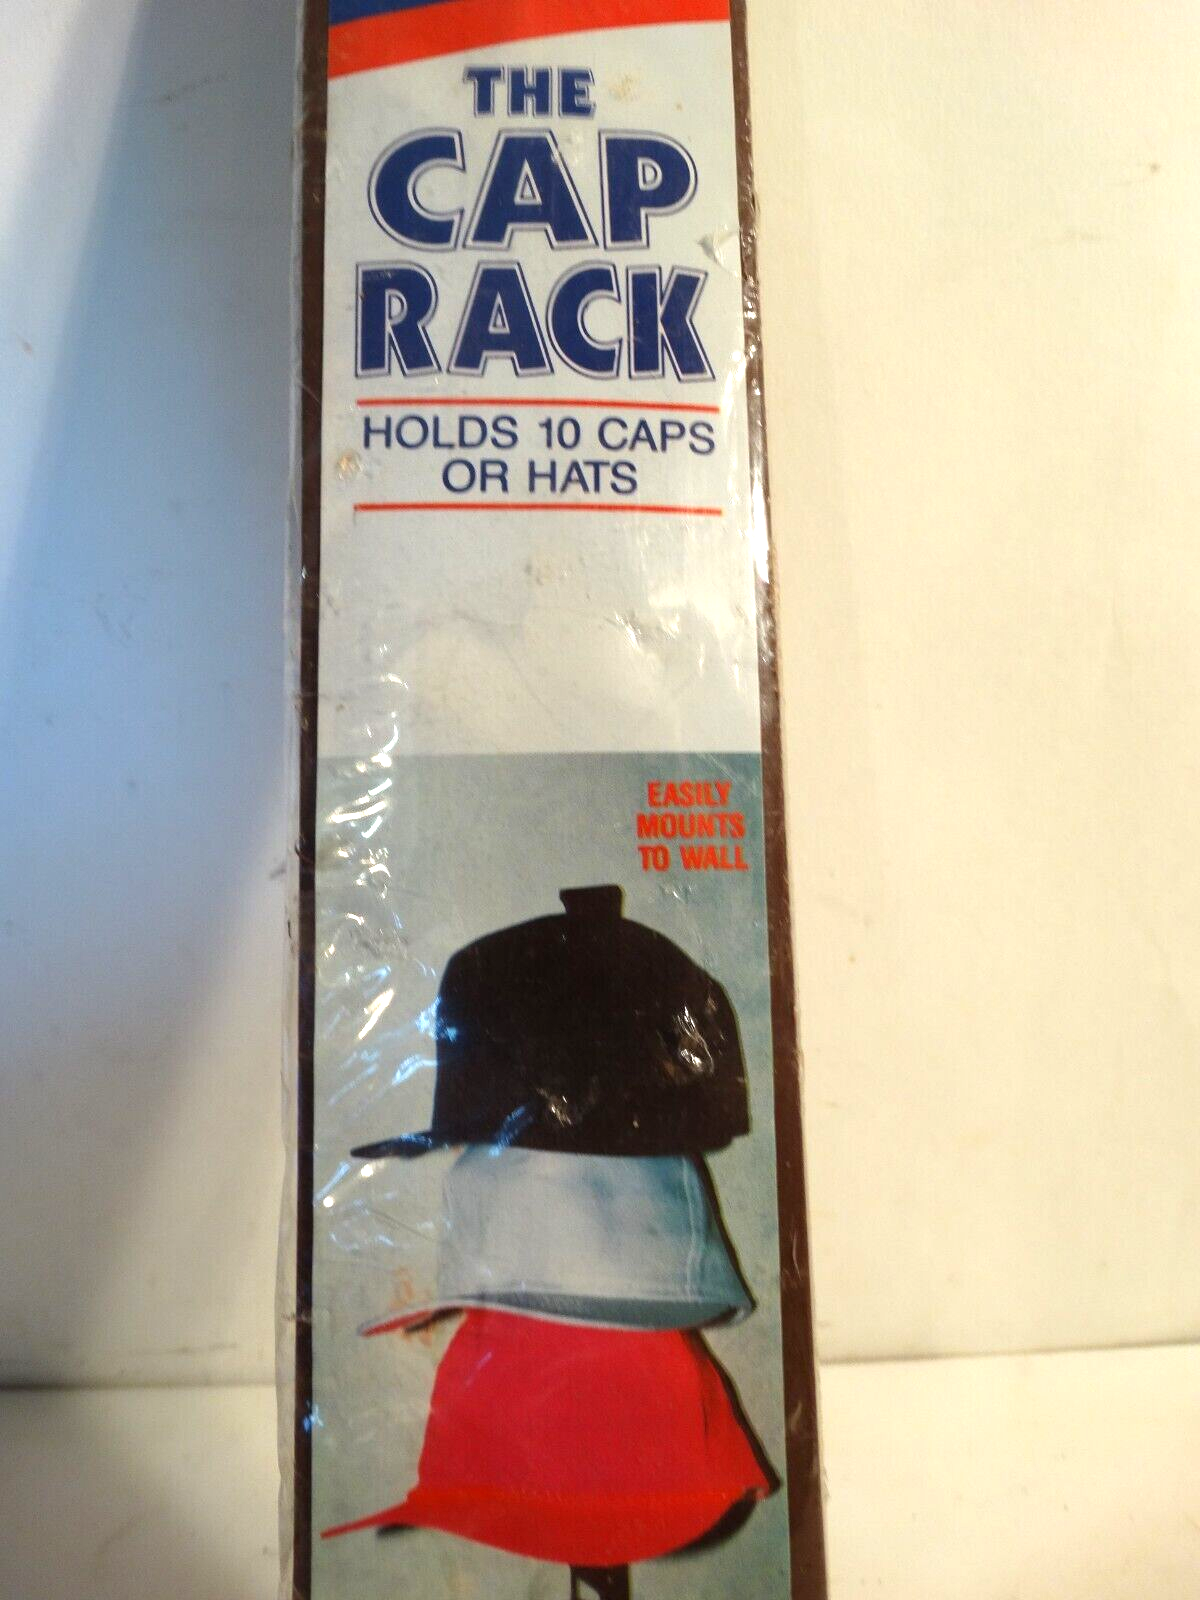 THE
CAP
RACK
HOLDS 10 CAPS
OR HATS
EASILY
MOUNTS
TO WALL